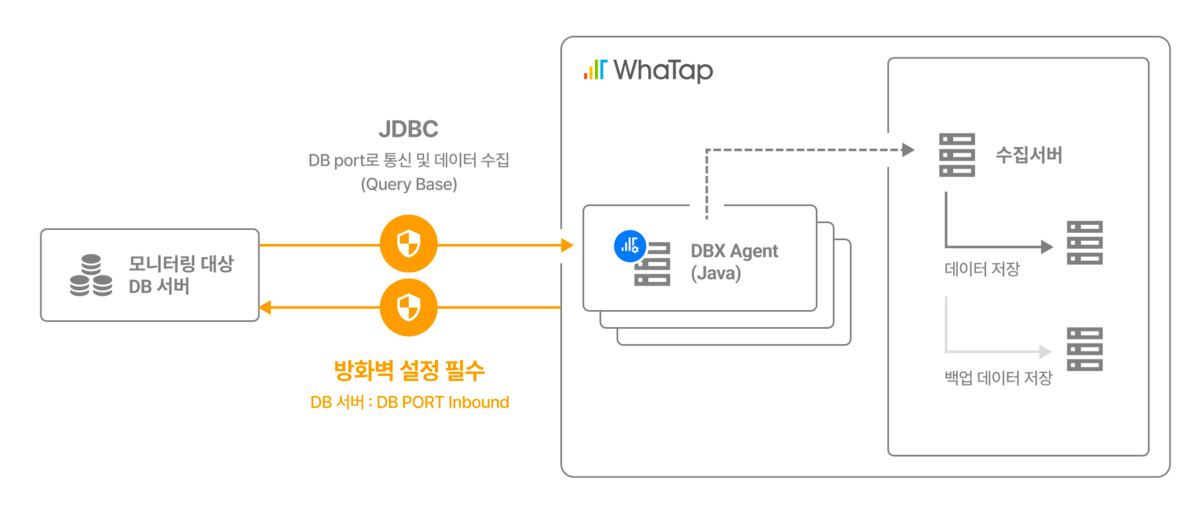 WhaTap
JDBC
DB port로 통신 및 데이터 수집
(Query Base)
모니터링 대상
DB 서버
방화벽 설정 필수
DB 서버 : DB PORT Inbound
DBX Agent
(Java)
수집서버
데이터 저장
백업 데이터 저장